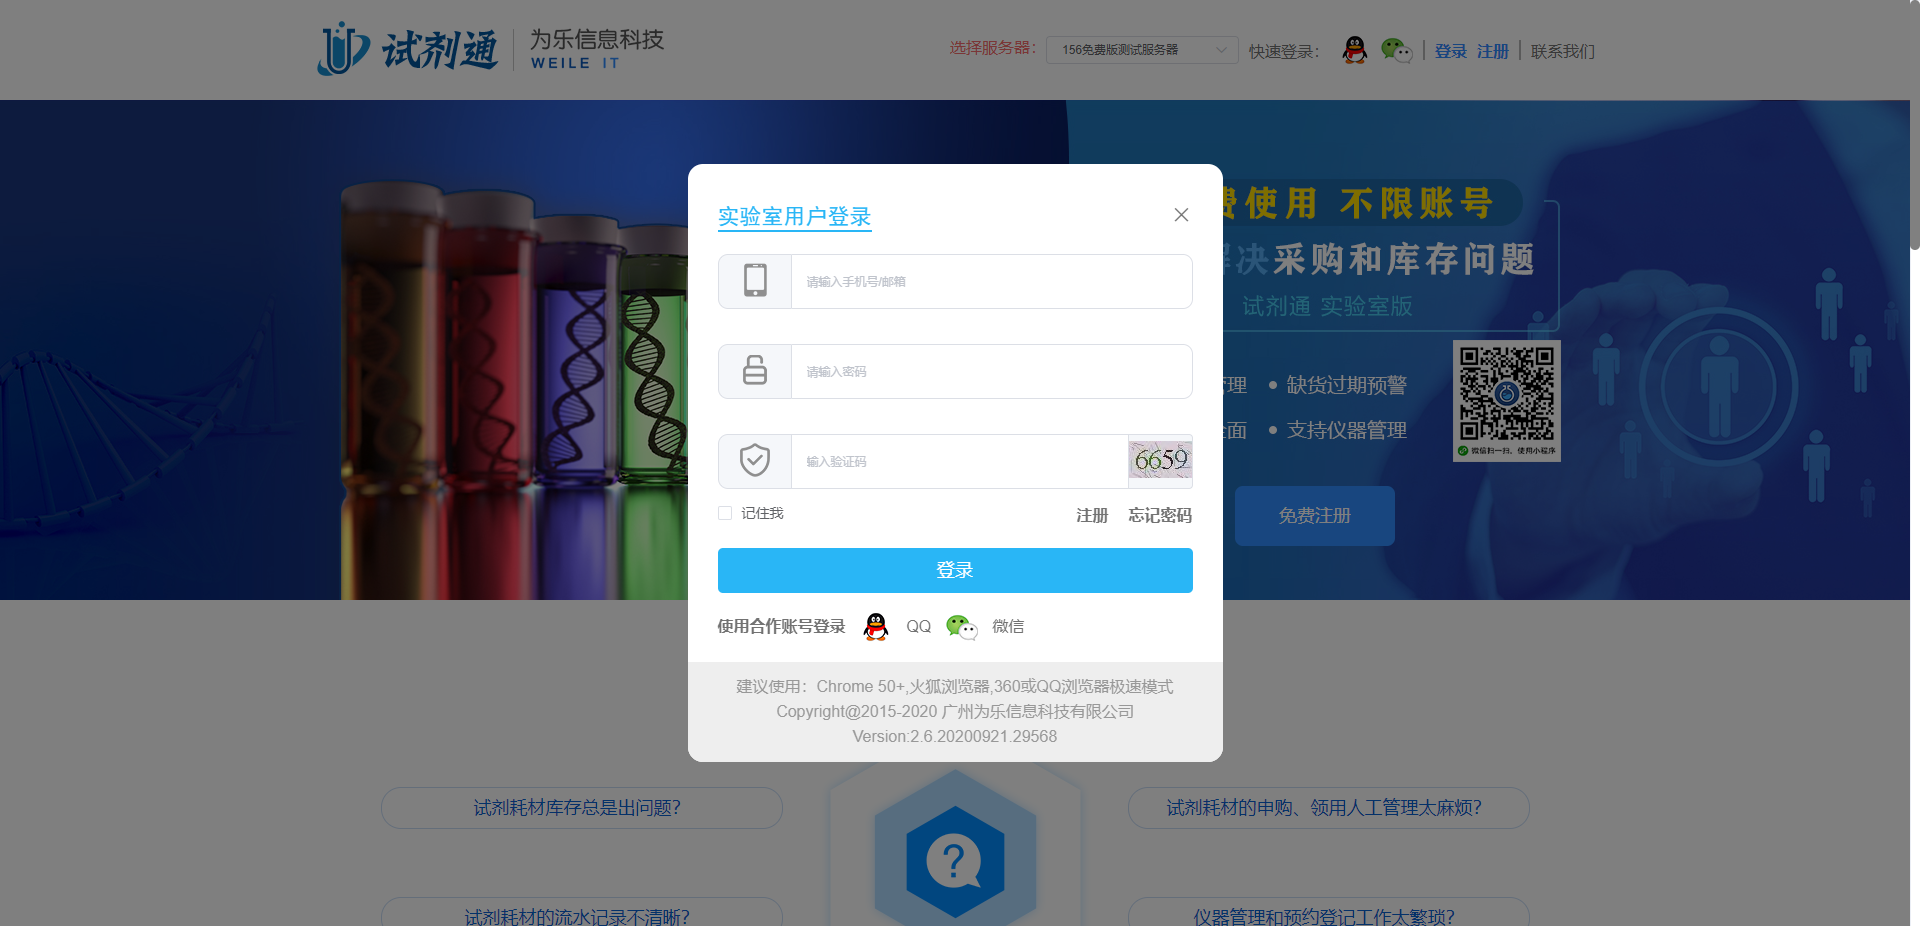 试剂通
为乐信息科技
WEILE IT
选择服务器：
156免费版测试服务器
快速登录：
登录
注册
联系我们
费使用 不限账号
解决采购和库存问题
试剂通 实验室版
管理
缺货过期预警
全面
支持仪器管理
微信扫一扫，使用小程序
免费注册
实验室用户登录
请输入手机号/邮箱
请输入密码
输入验证码
6659
记住我
注册
忘记密码
登录
使用合作账号登录
QQ
微信
建议使用：Chrome 50+,火狐浏览器,360或QQ浏览器极速模式
Copyright@2015-2020 广州为乐信息科技有限公司
Version:2.6.20200921.29568
试剂耗材库存总是出问题?
试剂耗材的申购、领用人工管理太麻烦?
?
试剂耗材的流水记录不清晰?
仪器管理和预约登记工作太繁琐?